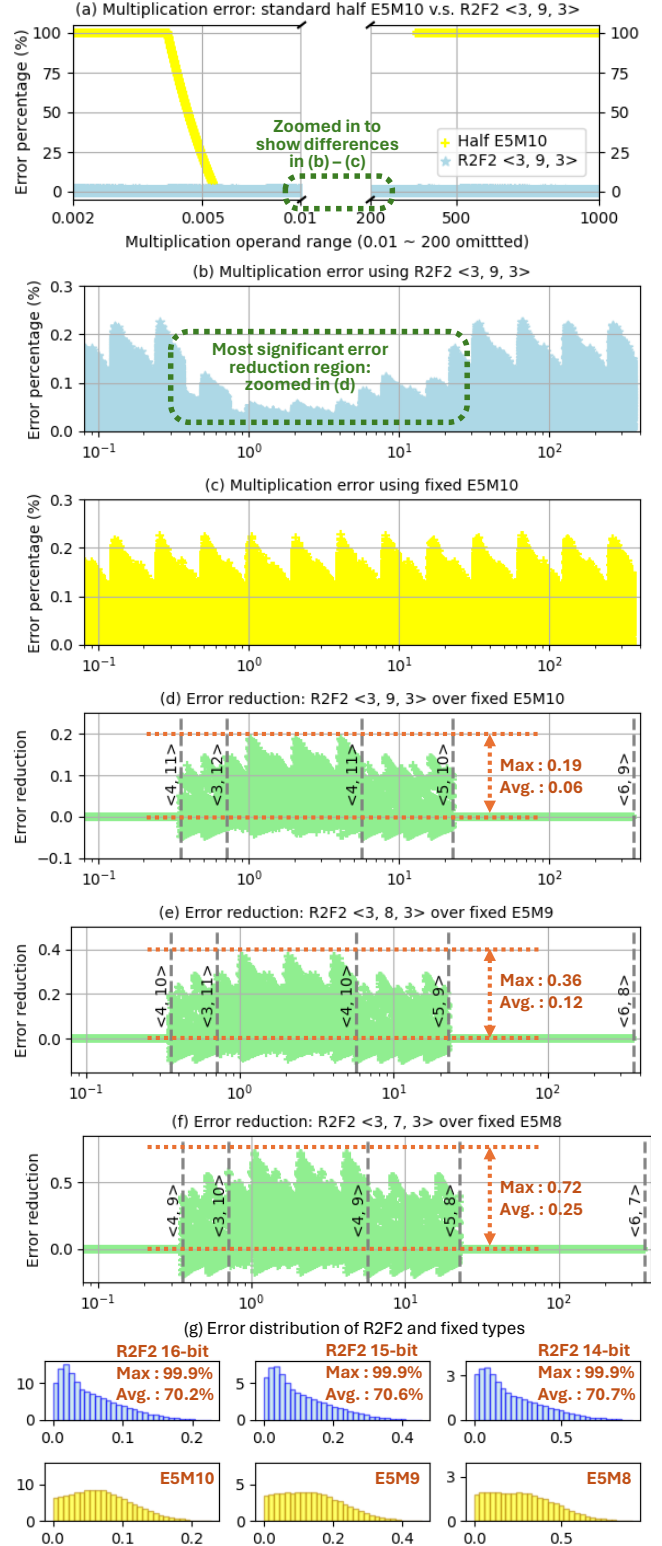 (a) Multiplication error: standard half E5M10 v.s. R2F2 <3, 9, 3>
Error percentage (%)
100
75
50
25
0
100
75
50
25
0
Zoomed in to
show differences
in (b) – (c)
Half E5M10
R2F2 <3, 9, 3>
0.002
0.005
0.01
200
500
1000
Multiplication operand range (0.01 ~ 200 omittted)
(b) Multiplication error using R2F2 <3, 9, 3>
Error percentage (%)
0.3
0.2
0.1
0.0
Most significant error
reduction region:
zoomed in (d)
10⁻¹
10⁰
10¹
10²
(c) Multiplication error using fixed E5M10
Error percentage (%)
0.3
0.2
0.1
0.0
10⁻¹
10⁰
10¹
10²
(d) Error reduction: R2F2 <3, 9, 3> over fixed E5M10
Error reduction
0.2
0.1
0.0
−0.1
<4, 11>
<3, 12>
<4, 11>
<5, 10>
<6, 9>
Max : 0.19
Avg. : 0.06
10⁻¹
10⁰
10¹
10²
(e) Error reduction: R2F2 <3, 8, 3> over fixed E5M9
Error reduction
0.4
0.2
0.0
<4, 10>
<3, 11>
<4, 10>
<5, 9>
<6, 8>
Max : 0.36
Avg. : 0.12
10⁻¹
10⁰
10¹
10²
(f) Error reduction: R2F2 <3, 7, 3> over fixed E5M8
Error reduction
0.5
0.0
<4, 9>
<3, 10>
<4, 9>
<5, 8>
<6, 7>
Max : 0.72
Avg. : 0.25
10⁻¹
10⁰
10¹
10²
(g) Error distribution of R2F2 and fixed types
R2F2 16-bit
Max : 99.9%
Avg. : 70.2%
10
0
0.0
0.1
0.2
R2F2 15-bit
Max : 99.9%
Avg. : 70.6%
5
0
0.0
0.2
0.4
R2F2 14-bit
Max : 99.9%
Avg. : 70.7%
3
0
0.0
0.5
E5M10
10
0
0.0
0.1
0.2
E5M9
5
0
0.0
0.2
0.4
E5M8
3
0
0.0
0.5